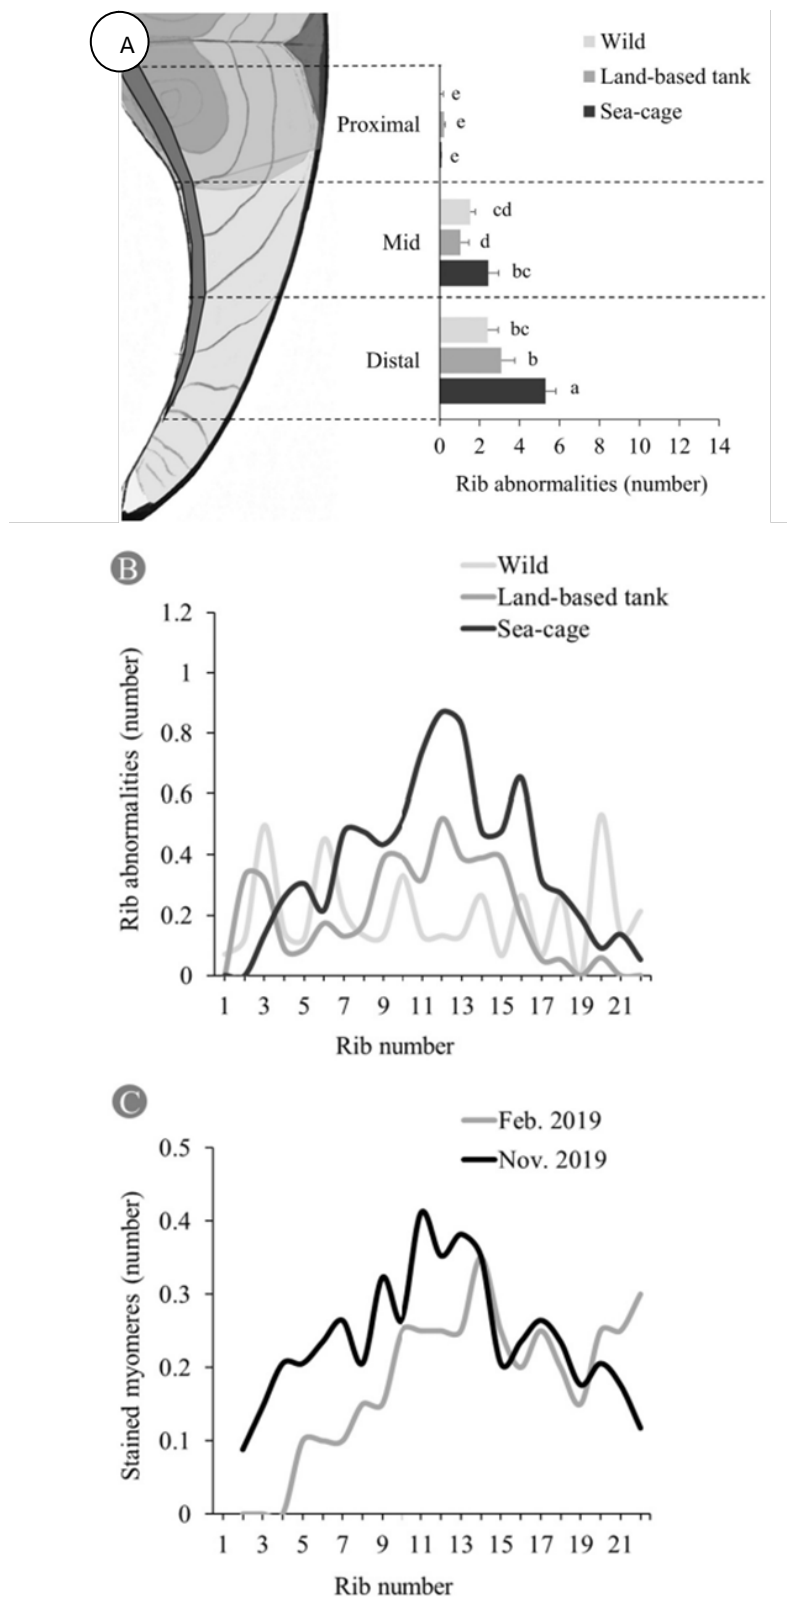 A
Wild
Land-based tank
Sea-cage
Proximal
e
e
e
Mid
cd
d
bc
Distal
bc
b
a
0 2 4 6 8 10 12 14
Rib abnormalities (number)
B
Wild
Land-based tank
Sea-cage
Rib abnormalities (number)
1.2
1
0.8
0.6
0.4
0.2
0
1 3 5 7 9 11 13 15 17 19 21
Rib number
C
Feb. 2019
Nov. 2019
Stained myomeres (number)
0.5
0.4
0.3
0.2
0.1
0
1 3 5 7 9 11 13 15 17 19 21
Rib number